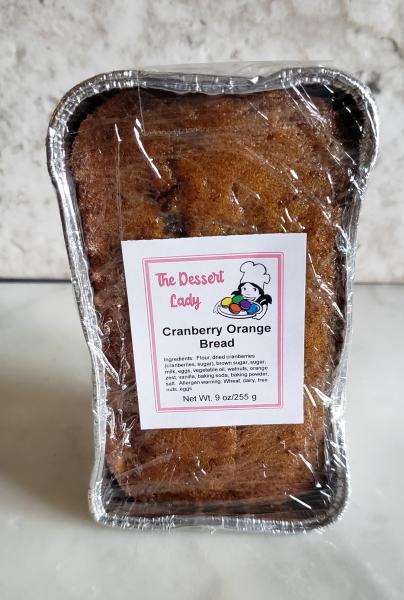 The Dessert
Lady
Cranberry Orange
Bread
Ingredients: Flour, dried cranberries
(cranberries, sugar), brown sugar, sugar,
milk, eggs, vegetable oil, walnuts, orange
zest, vanilla, baking soda, baking powder,
salt. Allergen warning: Wheat, dairy, tree
nuts, eggs
Net Wt. 9 oz/255 g